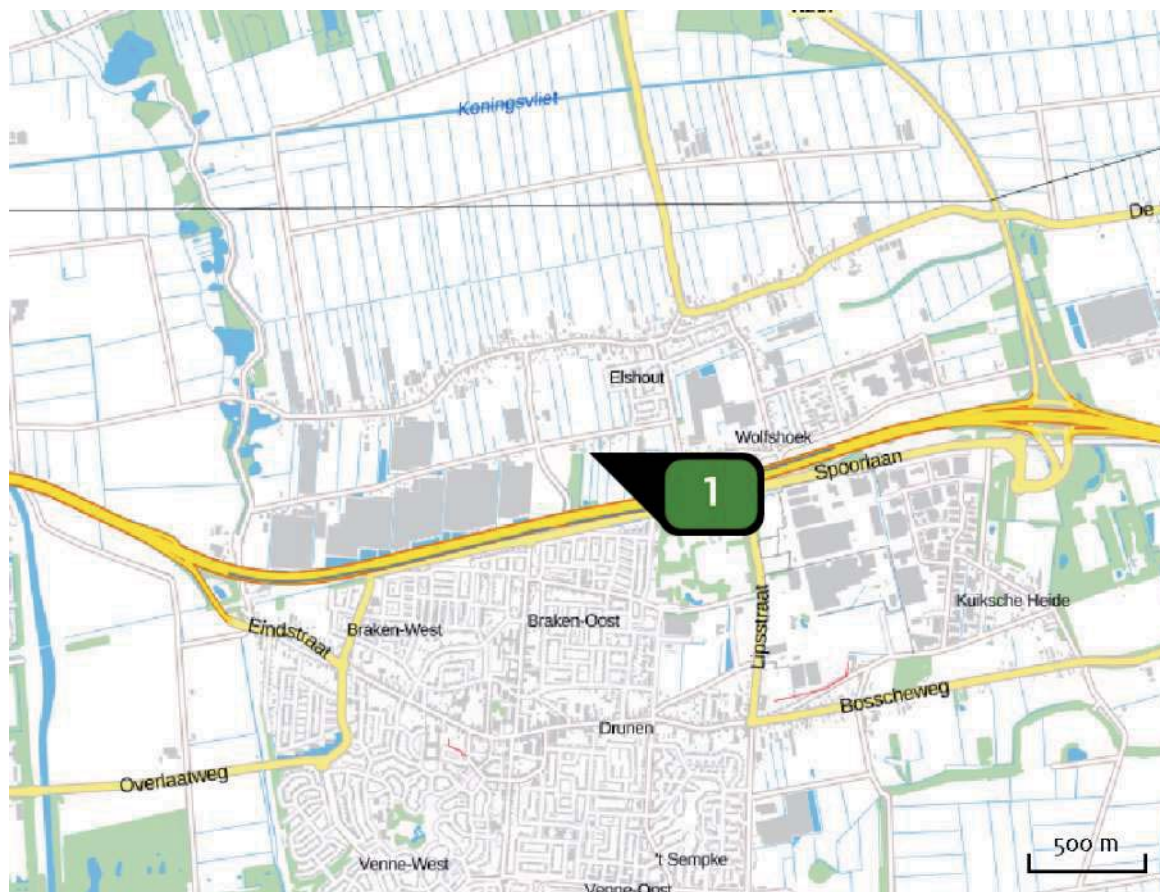 Koningsvliet
De
Elshout
Wolfshoek
Spoorlaan
1
Kuiksche Heide
Braken-Oost
Braken-West
Eindstraat
Lipsstraat
Bosscheweg
Drunen
Overlaatweg
500 m
't Sempke
Venne-West
Venne-Oost